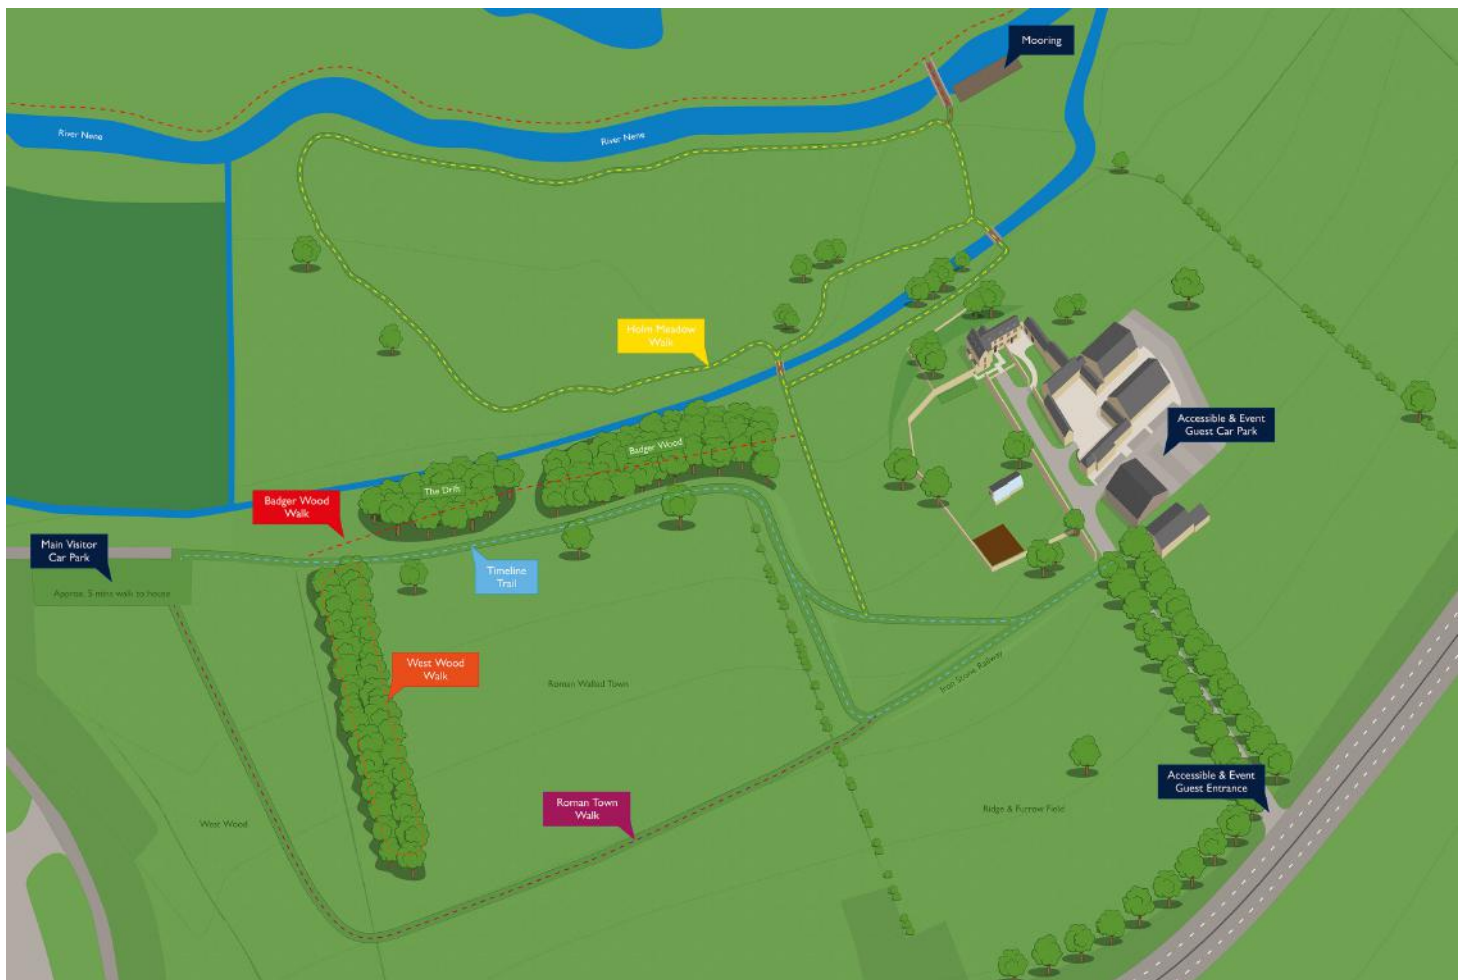 Mooring
River Nene
River Nene
Holm Meadow
Walk
Accessible & Event
Guest Car Park
Badger Wood
The Drift
Badger Wood
Walk
Main Visitor
Car Park
Approx. 5 mins walk to house
Timeline
Trail
West Wood
Walk
Roman Walled Town
Iron Stone Railway
Accessible & Event
Guest Entrance
Roman Town
Walk
Ridge & Furrow Field
West Wood